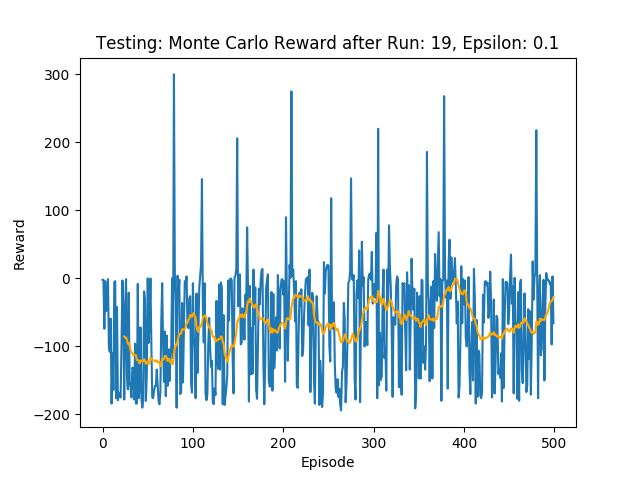 Testing: Monte Carlo Reward after Run: 19, Epsilon: 0.1
300
200
100
0
−100
−200
Reward
0 100 200 300 400 500
Episode